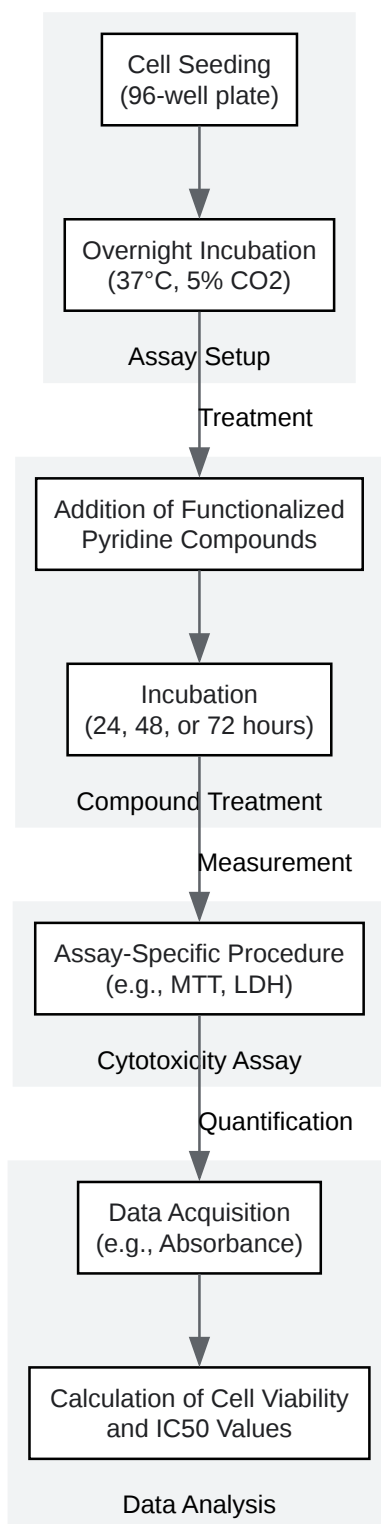 Cell Seeding
(96-well plate)
Overnight Incubation
(37°C, 5% CO2)
Assay Setup
Treatment
Addition of Functionalized
Pyridine Compounds
Incubation
(24, 48, or 72 hours)
Compound Treatment
Measurement
Assay-Specific Procedure
(e.g., MTT, LDH)
Cytotoxicity Assay
Quantification
Data Acquisition
(e.g., Absorbance)
Calculation of Cell Viability
and IC50 Values
Data Analysis